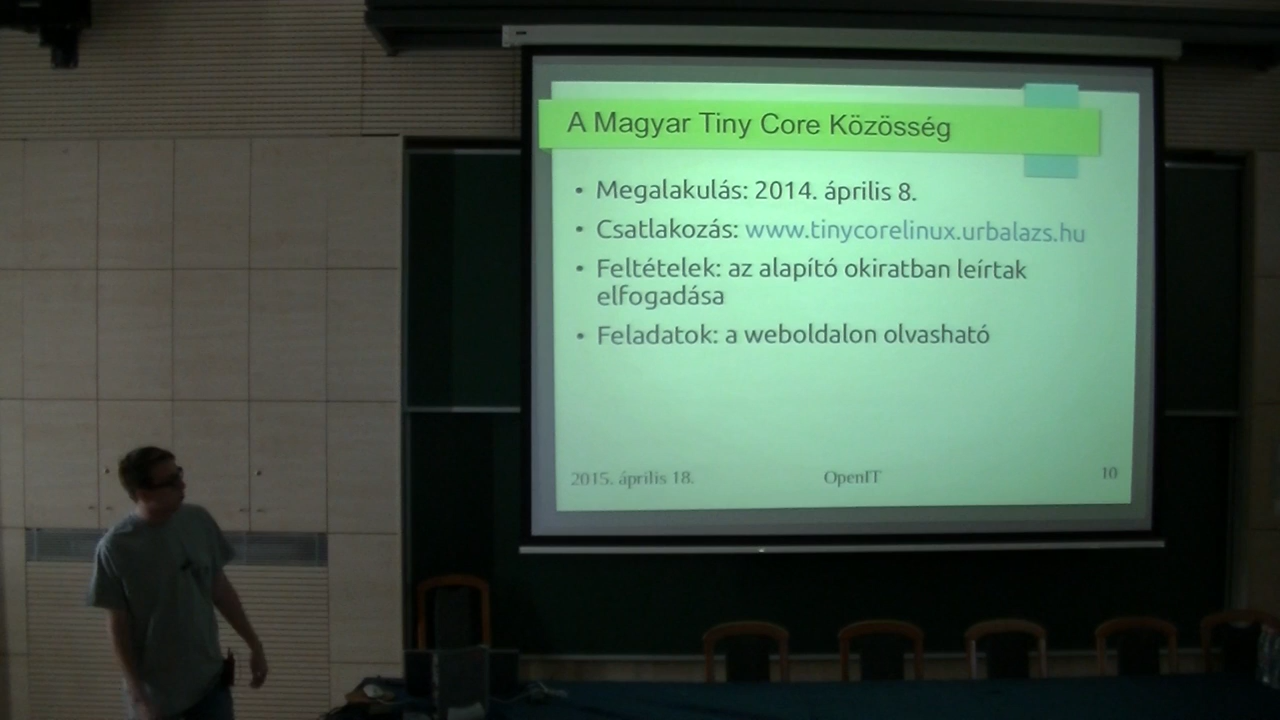 A Magyar Tiny Core Közösség
• Megalakulás: 2014. április 8.
• Csatlakozás: www.tinycorelinux.urbalazs.hu
• Feltételek: az alapító okiratban leírtak
elfogadása
• Feladatok: a weboldalon olvasható
2015. április 18. OpenIT 10